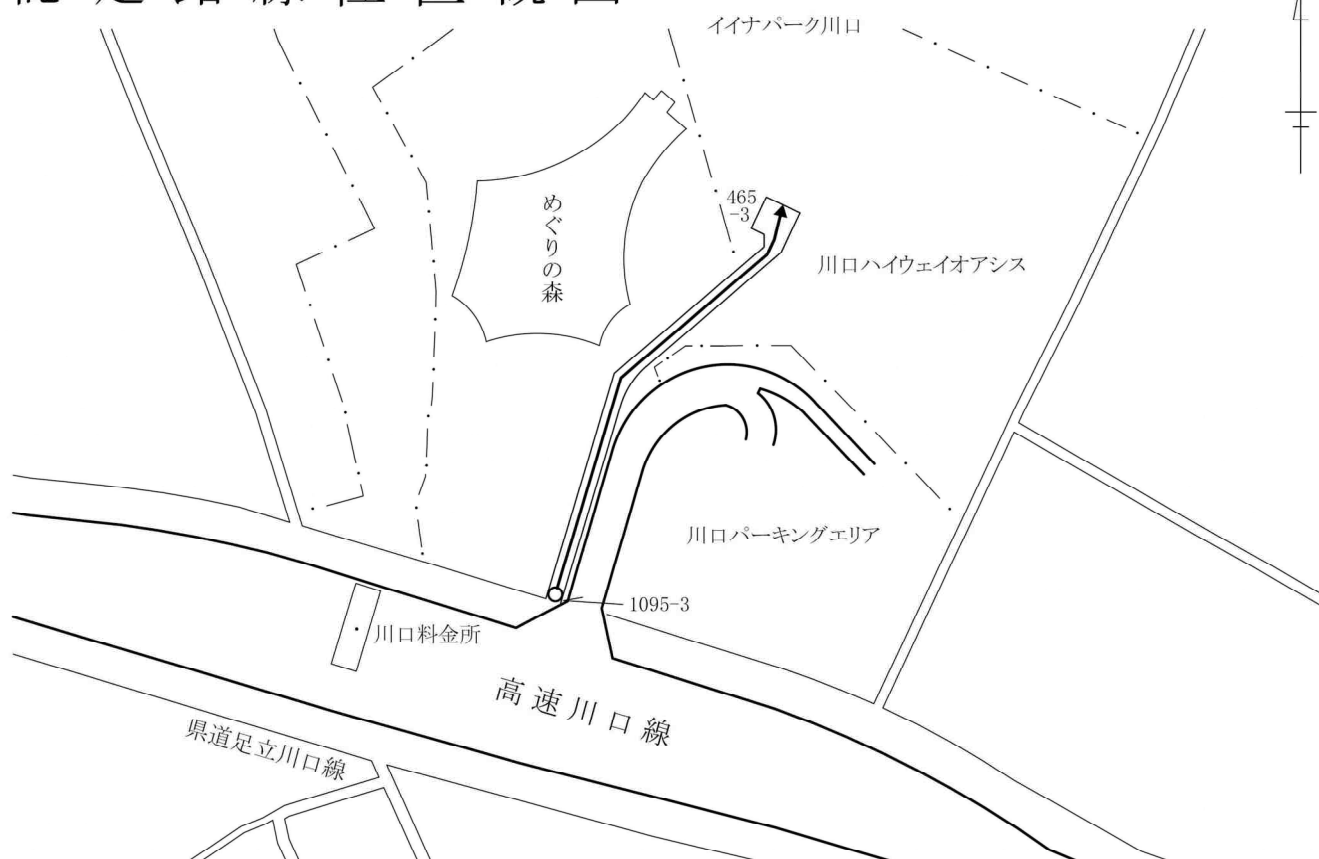 イイナパーク川口
めぐりの森
465
-3
川口ハイウェイオアシス
川口パーキングエリア
1095-3
川口料金所
高速川口線
県道足立川口線